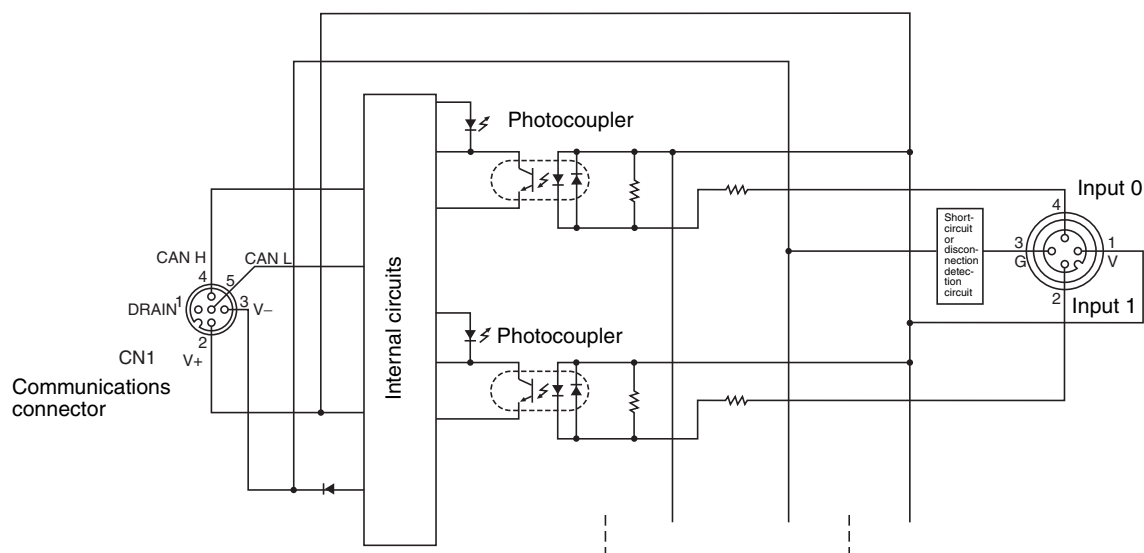 Photocoupler
Input 0
4
Short-
circuit
or
discon-
nection
detec-
tion
circuit
3
G
1
V
2
Input 1
CAN H
CAN L
4
5
DRAIN
1
3
V–
2
CN1
V+
Communications
connector
Internal circuits
Photocoupler